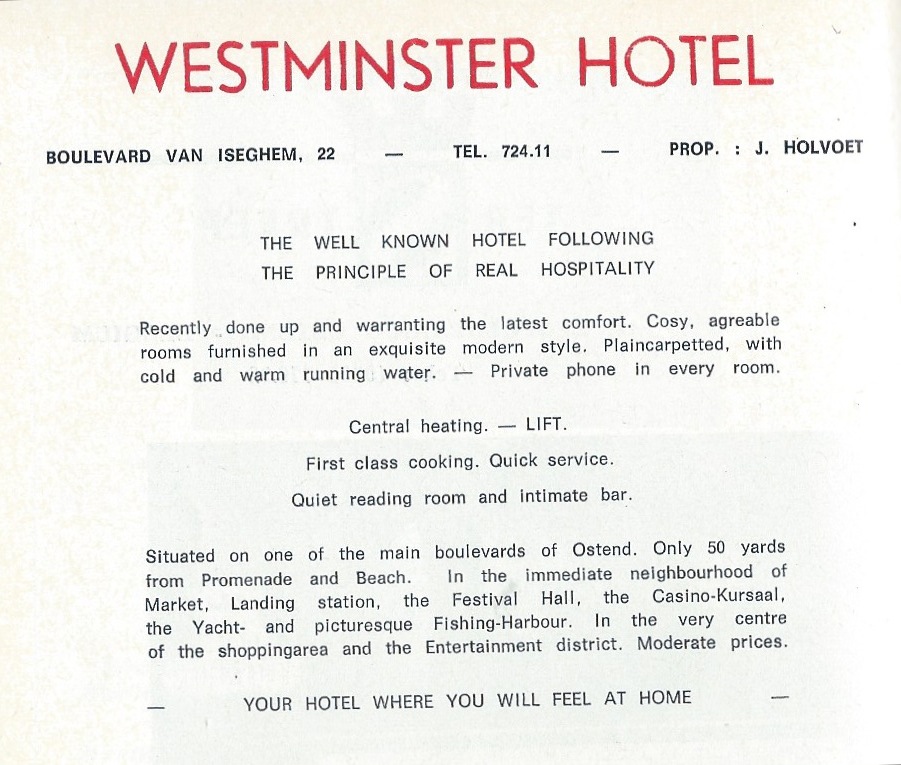 WESTMINSTER HOTEL
BOULEVARD VAN ISEGHEM, 22 — TEL. 724.11 — PROP. : J. HOLVOET
THE WELL KNOWN HOTEL FOLLOWING
THE PRINCIPLE OF REAL HOSPITALITY
Recently done up and warranting the latest comfort. Cosy, agreable
rooms furnished in an exquisite modern style. Plaincarpetted, with
cold and warm running water. — Private phone in every room.
Central heating. — LIFT.
First class cooking. Quick service.
Quiet reading room and intimate bar.
Situated on one of the main boulevards of Ostend. Only 50 yards
from Promenade and Beach. In the immediate neighbourhood of
Market, Landing station, the Festival Hall, the Casino-Kursaal,
the Yacht- and picturesque Fishing-Harbour. In the very centre
of the shoppingarea and the Entertainment district. Moderate prices.
— YOUR HOTEL WHERE YOU WILL FEEL AT HOME —